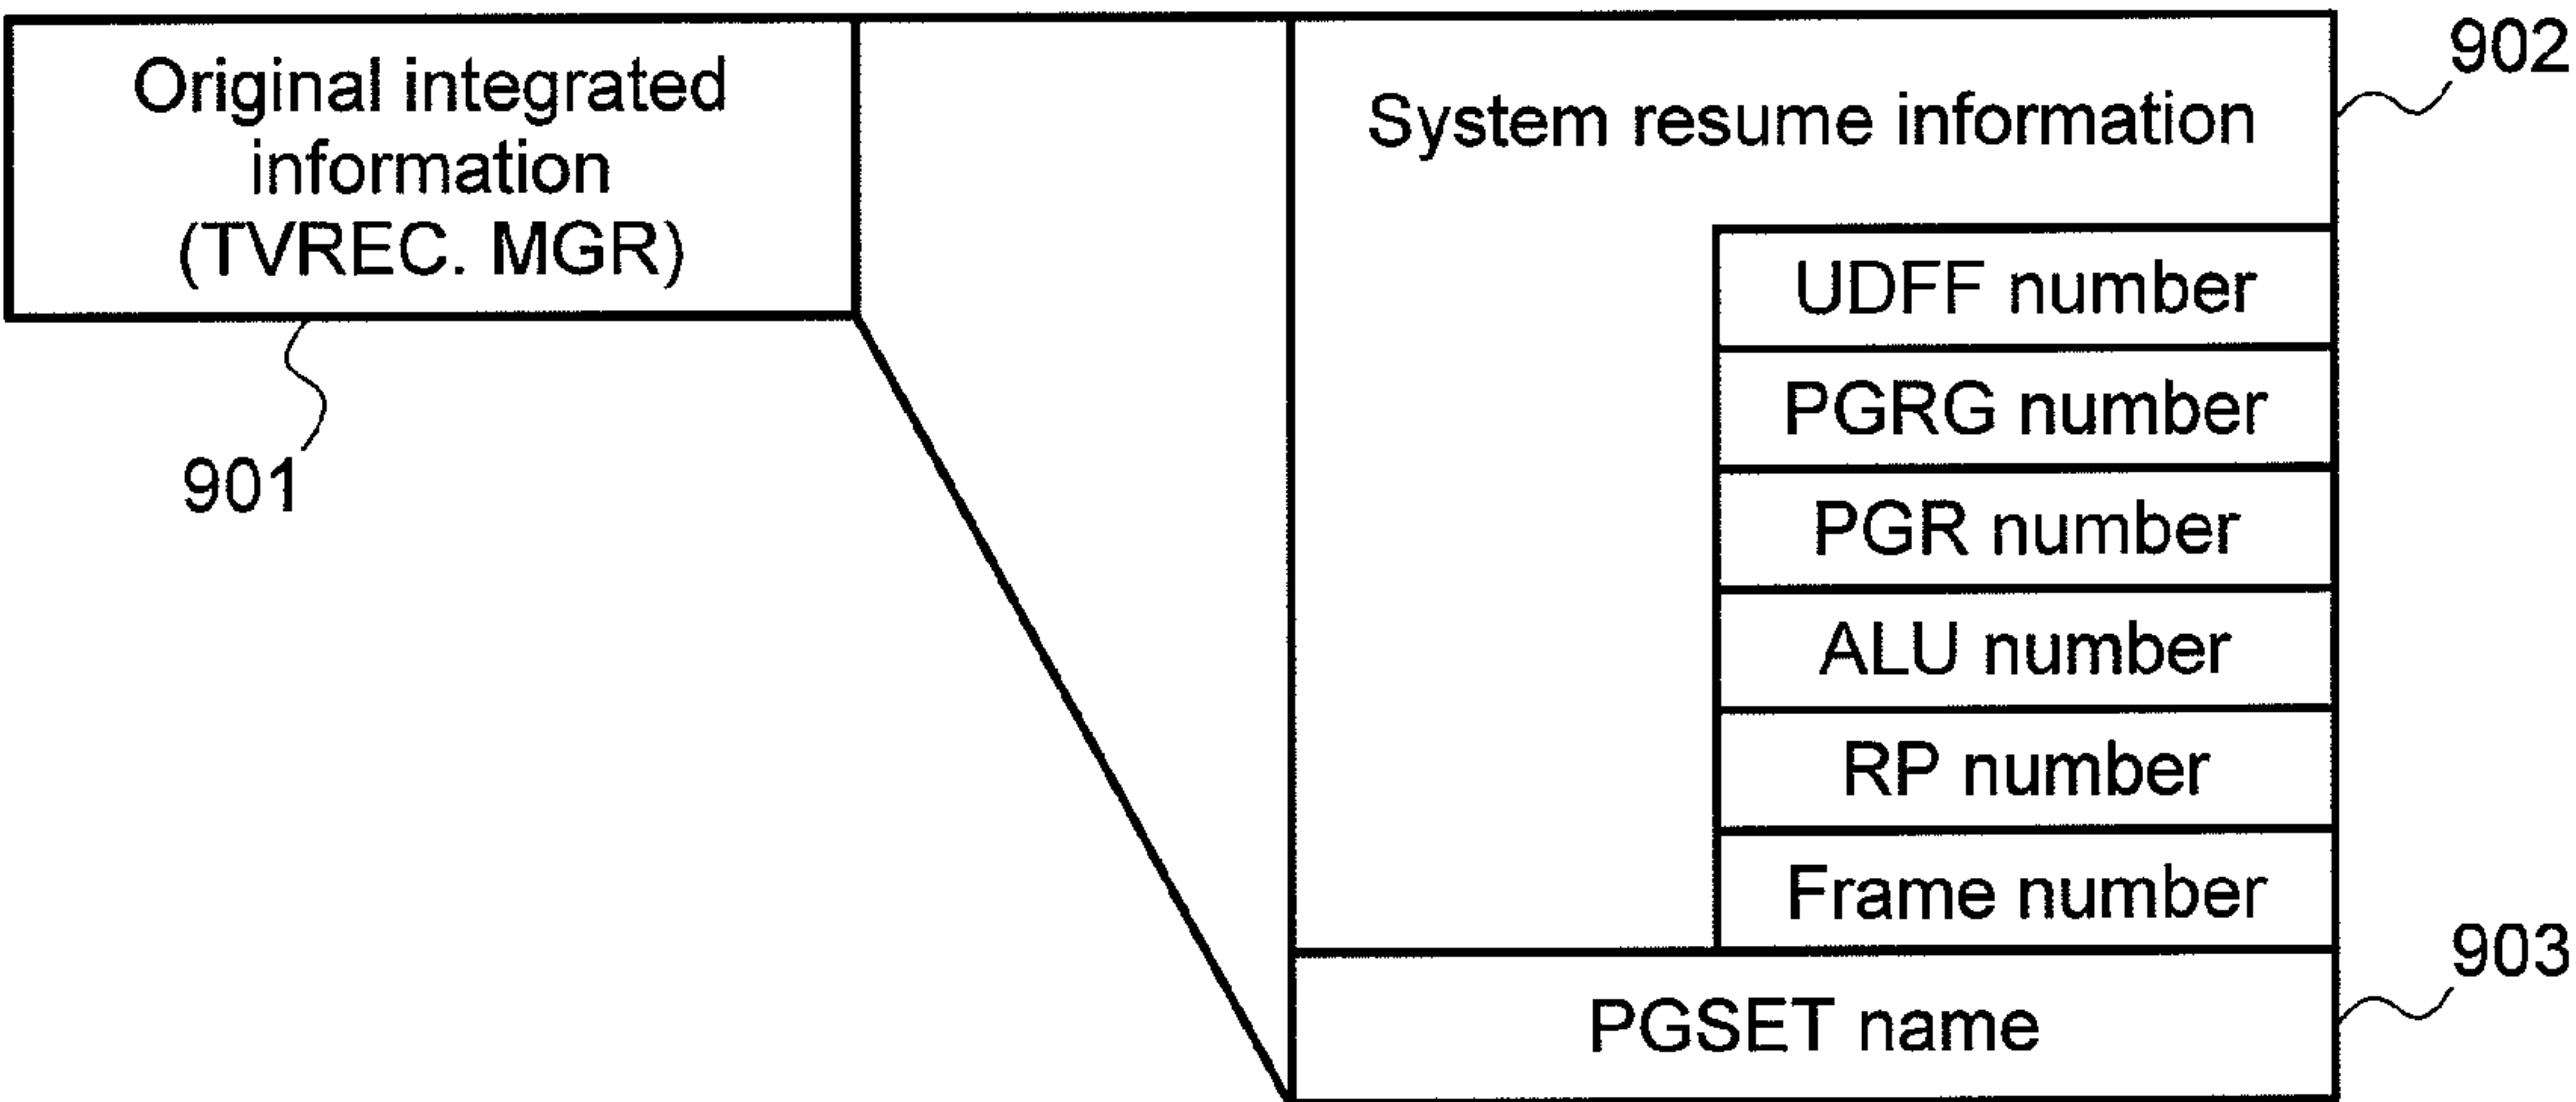 Original integrated
information
(TVREC. MGR)
901
System resume information
902
UDFF number
PGRG number
PGR number
ALU number
RP number
Frame number
PGSET name
903